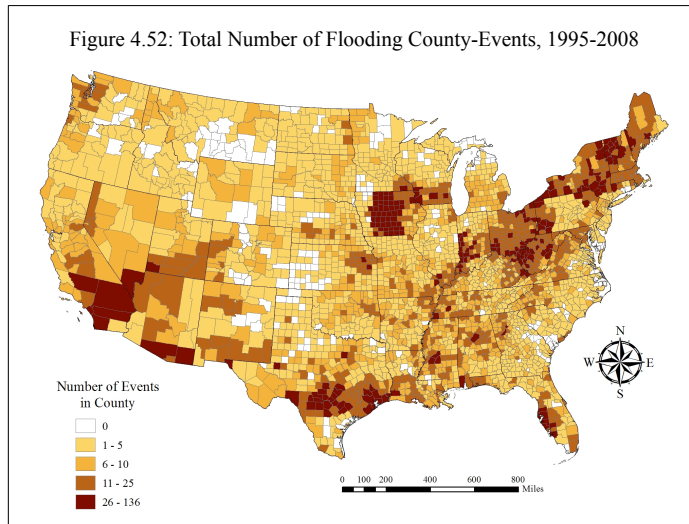 Figure 4.52: Total Number of Flooding County-Events, 1995-2008
N
W E
S
Number of Events
in County
0
1 - 5
6 - 10
11 - 25
26 - 136
0 100 200 400 600 800
Miles